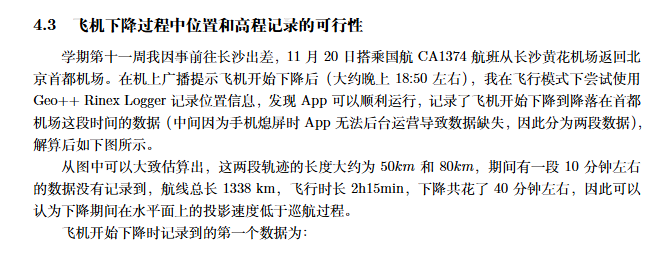 4.3 飞机下降过程中位置和高程记录的可行性
学期第十一周我因事前往长沙出差，11 月 20 日搭乘国航 CA1374 航班从长沙黄花机场返回北
京首都机场。在机上广播提示飞机开始下降后（大约晚上 18:50 左右），我在飞行模式下尝试使用
Geo++ Rinex Logger 记录位置信息，发现 App 可以顺利运行，记录了飞机开始下降到降落在首都
机场这段时间的数据（中间因为手机熄屏时 App 无法后台运营导致数据缺失，因此分为两段数据），
解算后如下图所示。
从图中可以大致估算出，这两段轨迹的长度大约为 50km 和 80km，期间有一段 10 分钟左右
的数据没有记录到，航线总长 1338 km，飞行时长 2h15min，下降共花了 40 分钟左右，因此可以
认为下降期间在水平面上的投影速度低于巡航过程。
飞机开始下降时记录到的第一个数据为：